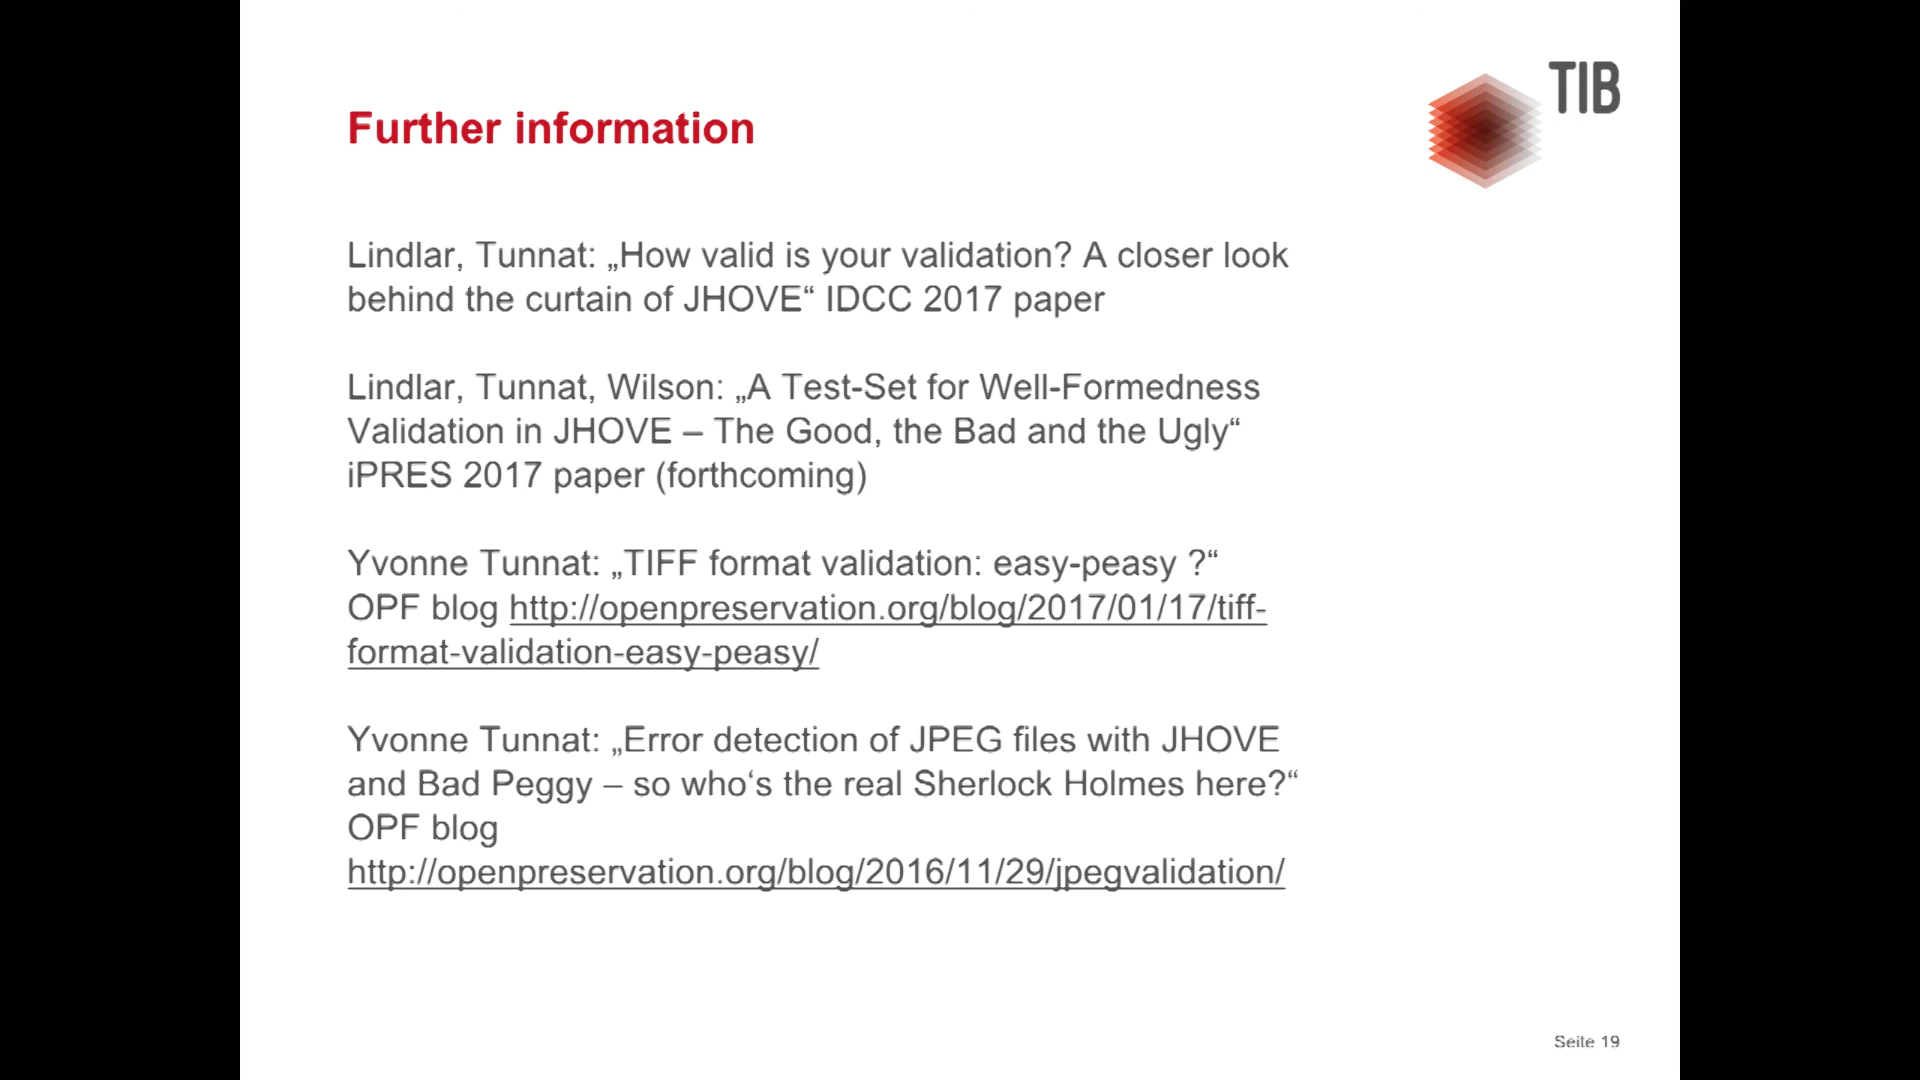 TIB
Further information
Lindlar, Tunnat: „How valid is your validation? A closer look
behind the curtain of JHOVE“ IDCC 2017 paper
Lindlar, Tunnat, Wilson: „A Test-Set for Well-Formedness
Validation in JHOVE – The Good, the Bad and the Ugly“
iPRES 2017 paper (forthcoming)
Yvonne Tunnat: „TIFF format validation: easy-peasy ?“
OPF blog http://openpreservation.org/blog/2017/01/17/tiff-
format-validation-easy-peasy/
Yvonne Tunnat: „Error detection of JPEG files with JHOVE
and Bad Peggy – so who‘s the real Sherlock Holmes here?“
OPF blog
http://openpreservation.org/blog/2016/11/29/jpegvalidation/
Seite 19